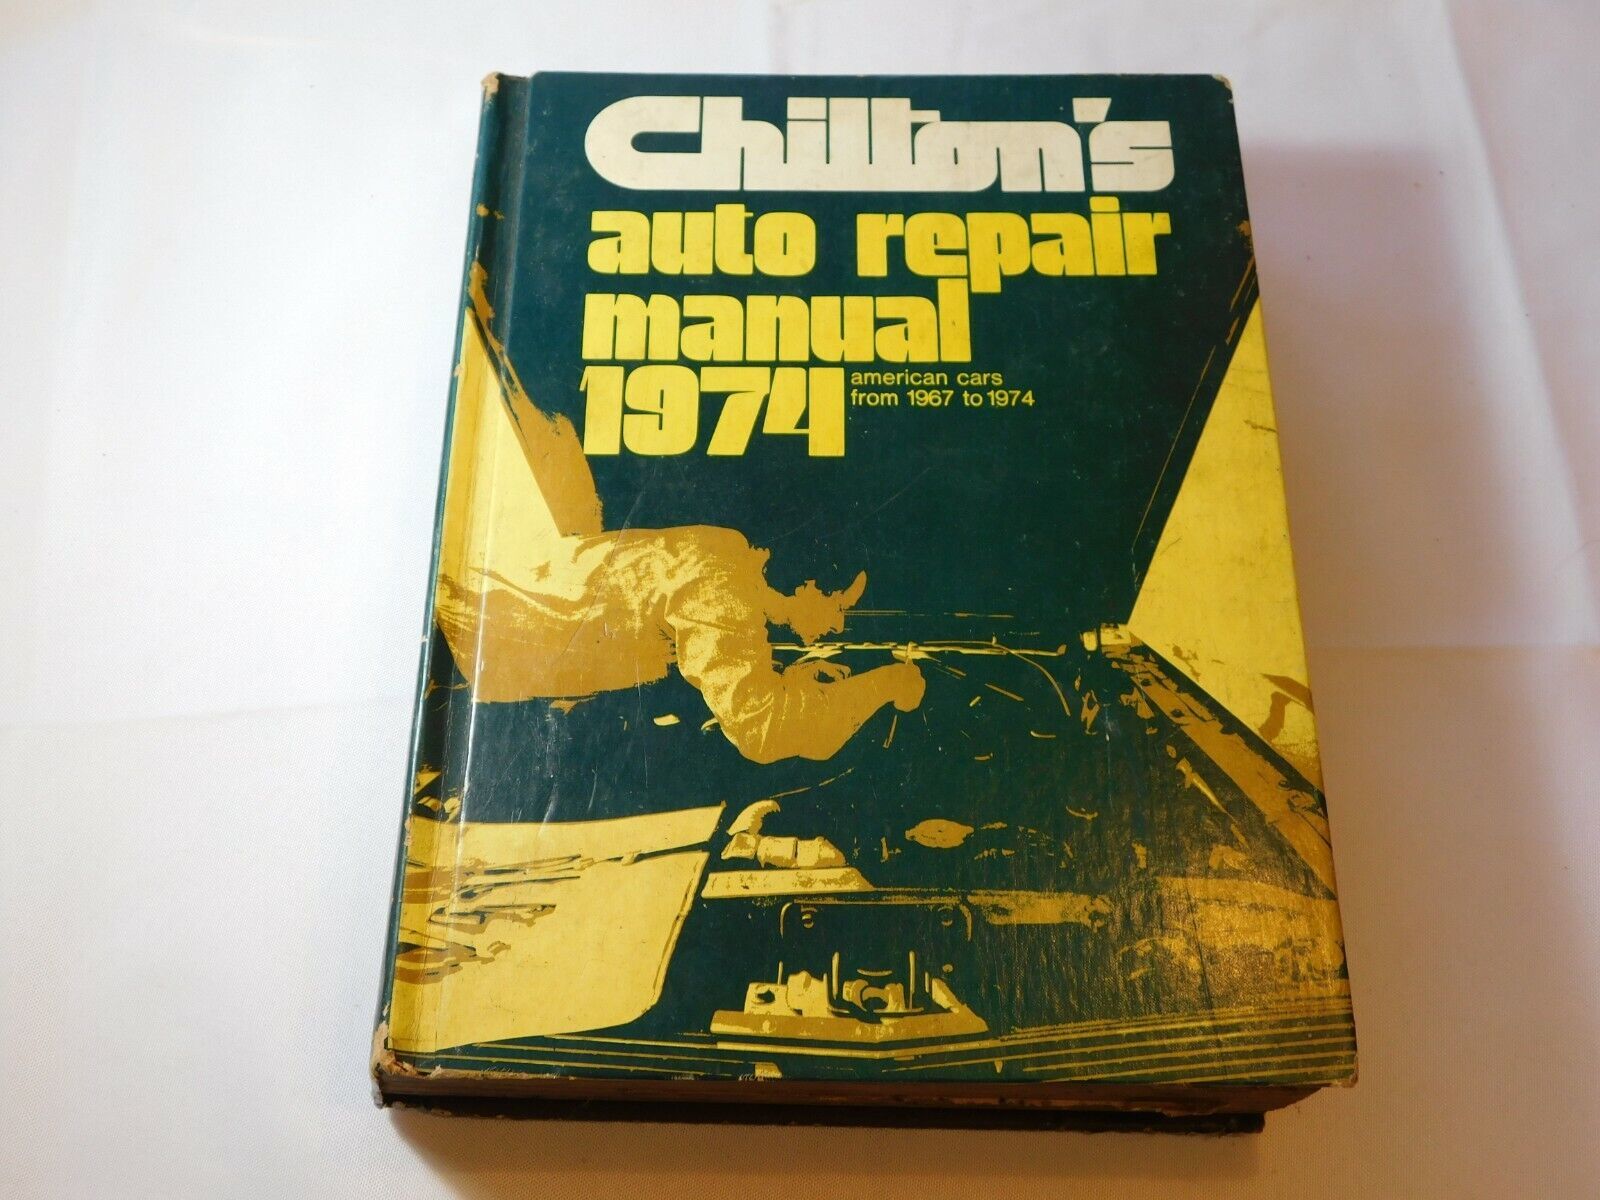 Chilton's
auto repair
manual
1974
american cars
from 1967 to 1974